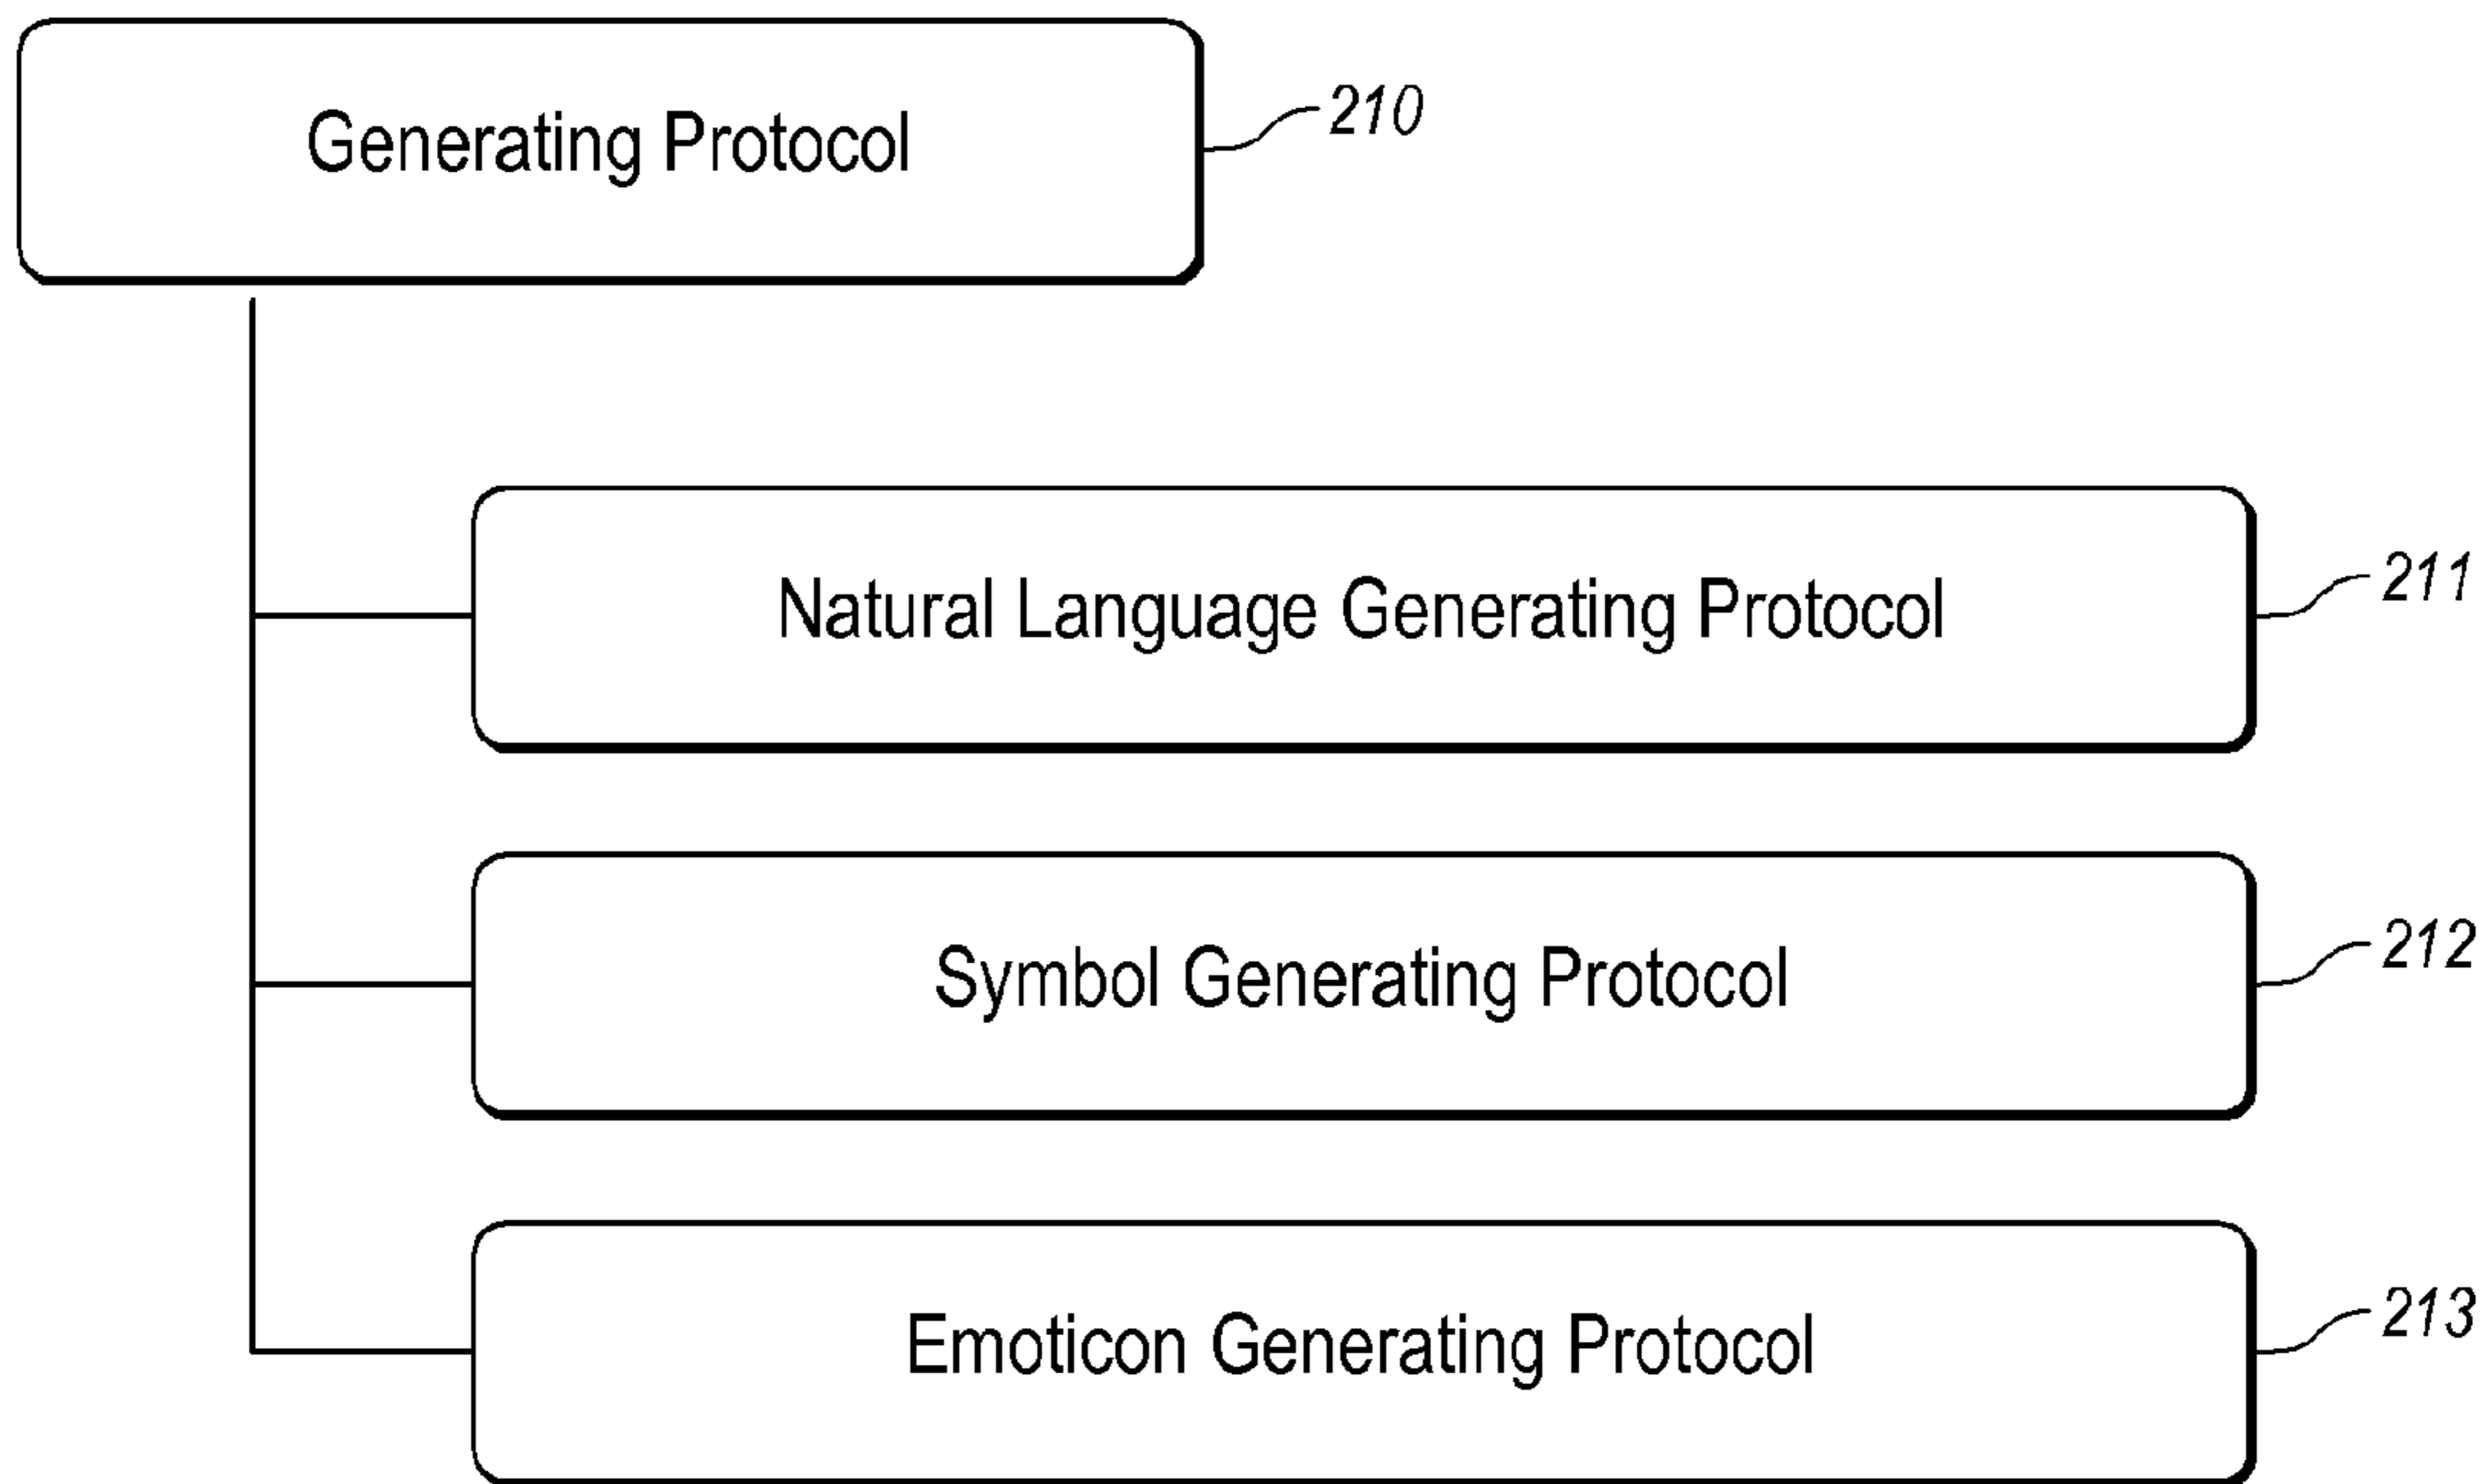 Generating Protocol
210
Natural Language Generating Protocol
211
Symbol Generating Protocol
212
Emoticon Generating Protocol
213